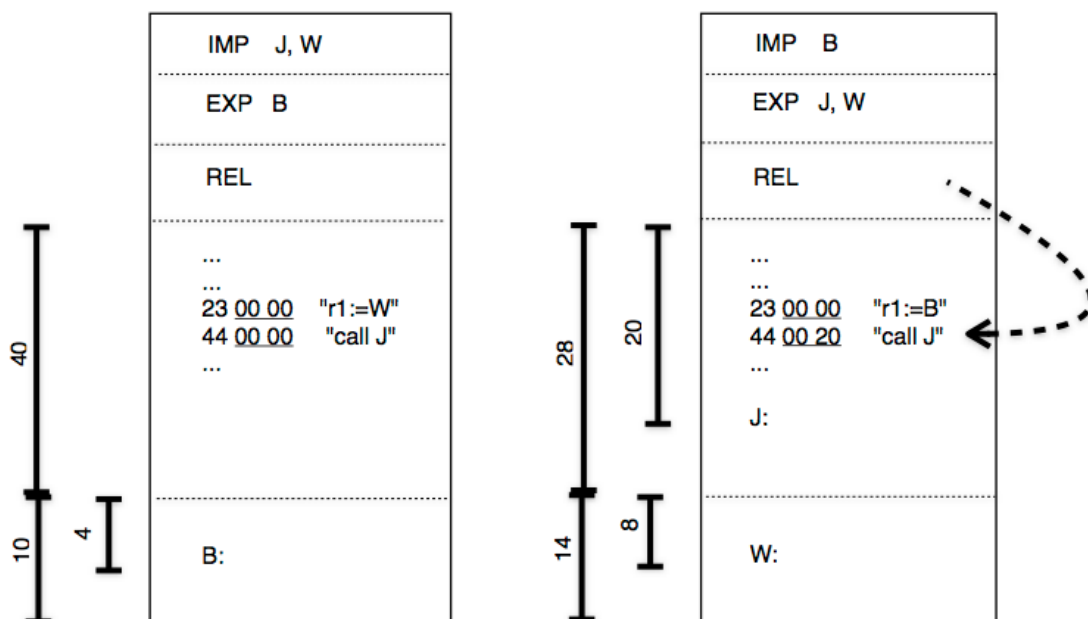 IMP J, W
EXP B
REL
...
...
23 00 00 "r1:=W"
44 00 00 "call J"
...
B:
40
10
4
IMP B
EXP J, W
REL
...
...
23 00 00 "r1:=B"
44 00 20 "call J"
...
J:
W:
28
20
14
8